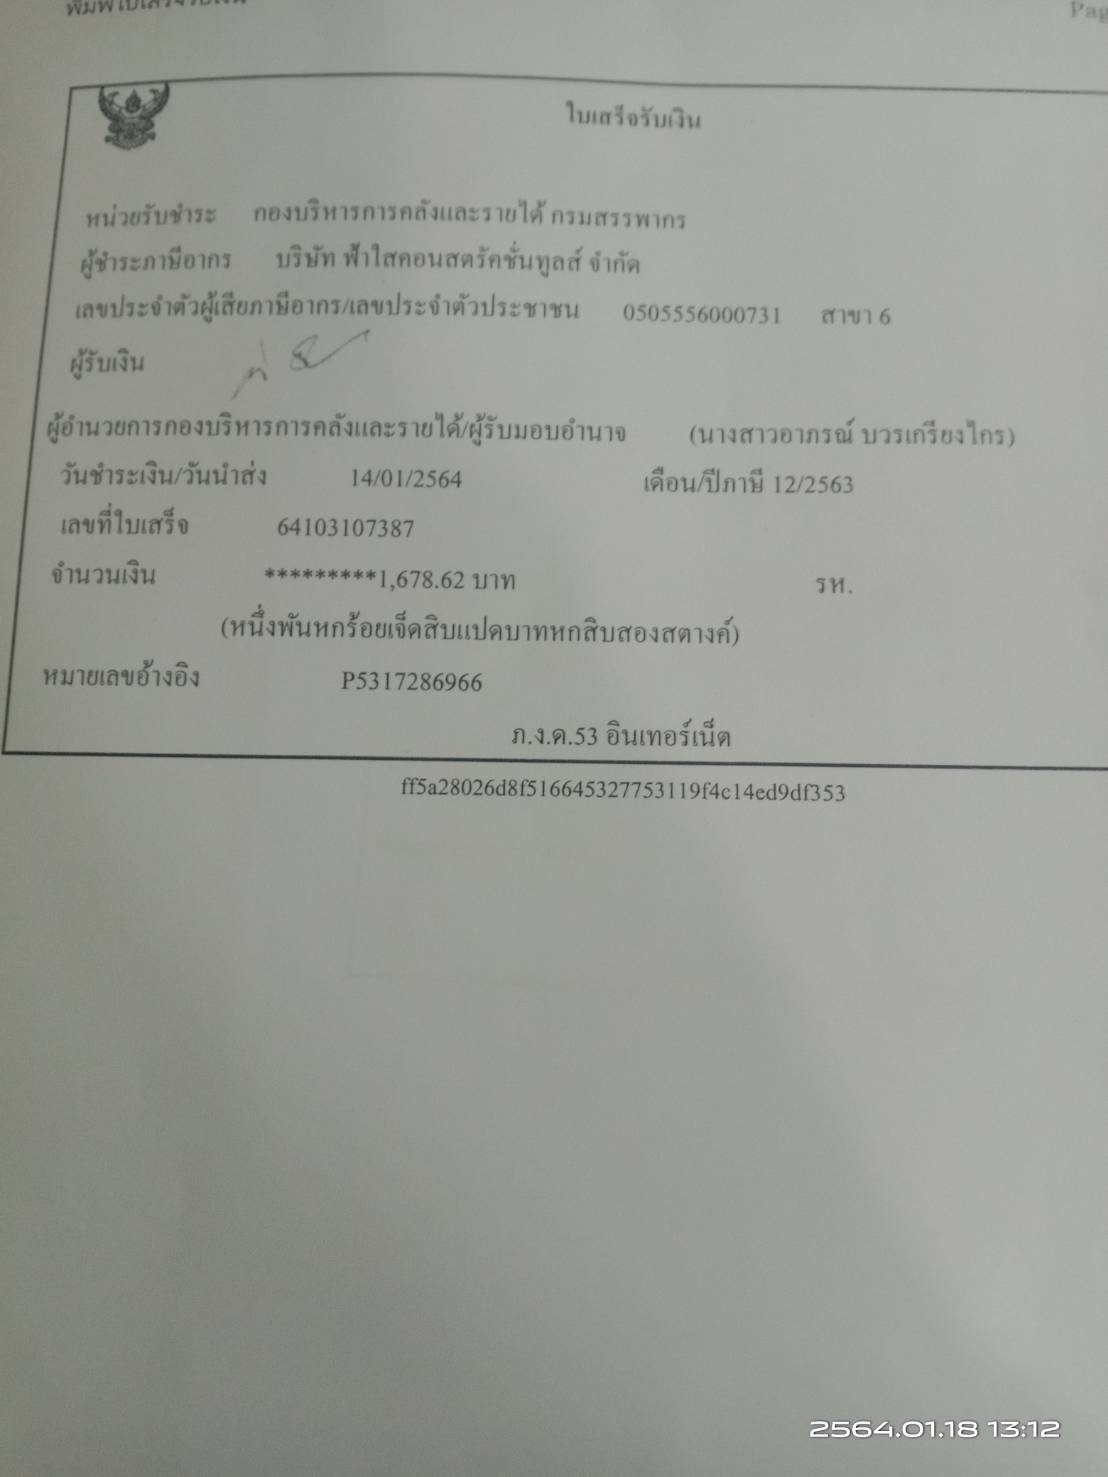 พิมพ์ใบเสร็จรับเงิน
Pag
ใบเสร็จรับเงิน
หน่วยรับชำระ กองบริหารการคลังและรายได้ กรมสรรพากร
ผู้ชำระภาษีอากร บริษัท ฟ้าใสคอนสตรัคชั่นทูลส์ จำกัด
เลขประจำตัวผู้เสียภาษีอากร/เลขประจำตัวประชาชน 0505556000731 สาขา 6
ผู้รับเงิน
ผู้อำนวยการกองบริหารการคลังและรายได้/ผู้รับมอบอำนาจ (นางสาวอาภรณ์ บวรเกรียงไกร)
วันชำระเงิน/วันนำส่ง 14/01/2564 เดือน/ปีภาษี 12/2563
เลขที่ใบเสร็จ 64103107387
จำนวนเงิน *********1,678.62 บาท รห.
(หนึ่งพันหกร้อยเจ็ดสิบแปดบาทหกสิบสองสตางค์)
หมายเลขอ้างอิง P5317286966
ภ.ง.ด.53 อินเทอร์เน็ต
ff5a28026d8f516645327753119f4c14ed9df353
2564.01.18 13:12